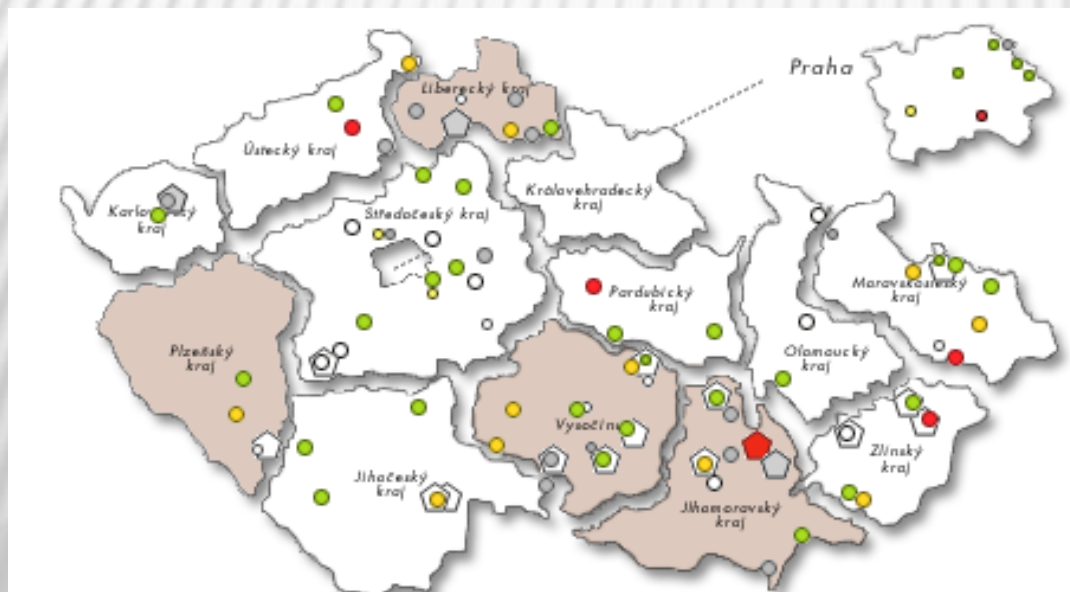 Praha
Liberecký kraj
Ústecký kraj
Královehradecký
kraj
Karlovarský
kraj
Středočeský kraj
Moravskoslezský
kraj
Pardubický
kraj
Plzeňský
kraj
Olomoucký
kraj
Vysočina
Zlínský
kraj
Jihočeský
kraj
Jihomoravský
kraj